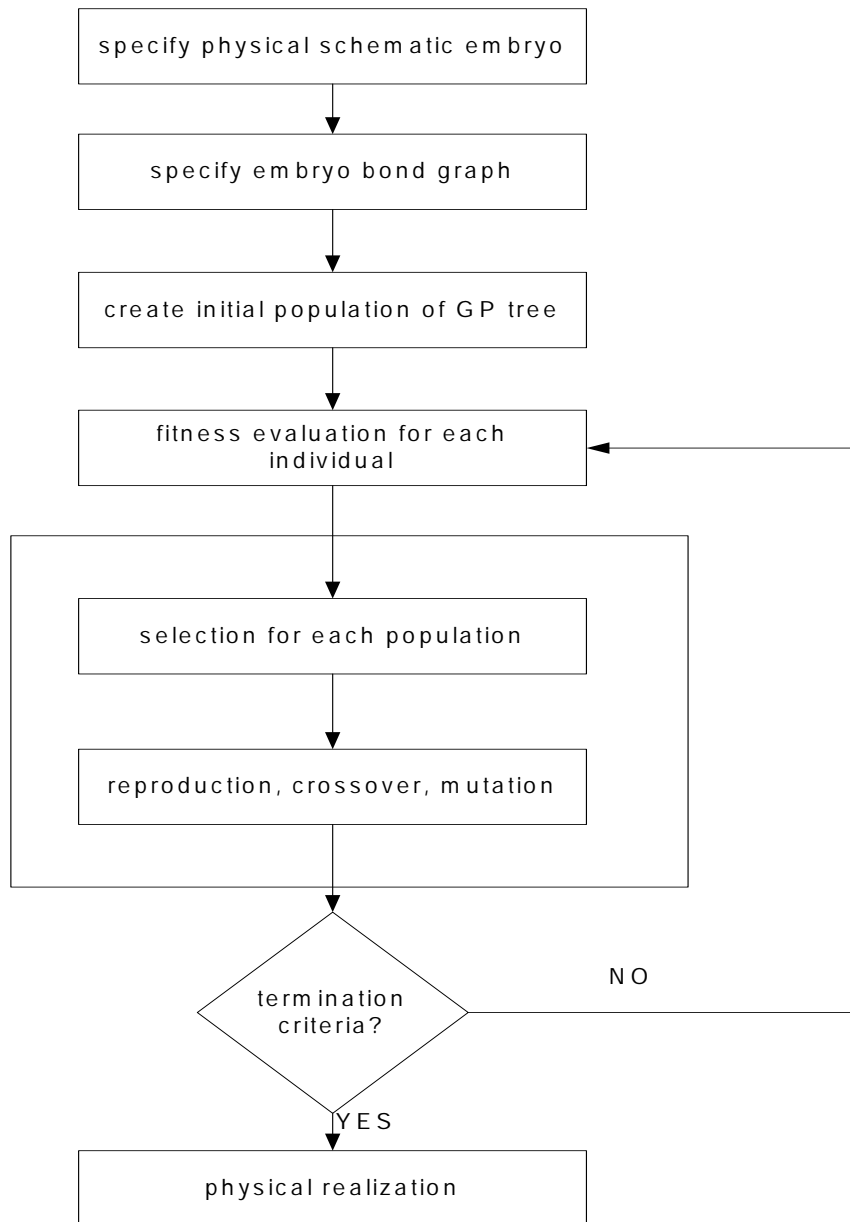 specify physical schematic embryo
specify embryo bond graph
create initial population of GP tree
fitness evaluation for each
individual
selection for each population
reproduction, crossover, mutation
termination
criteria?
NO
YES
physical realization